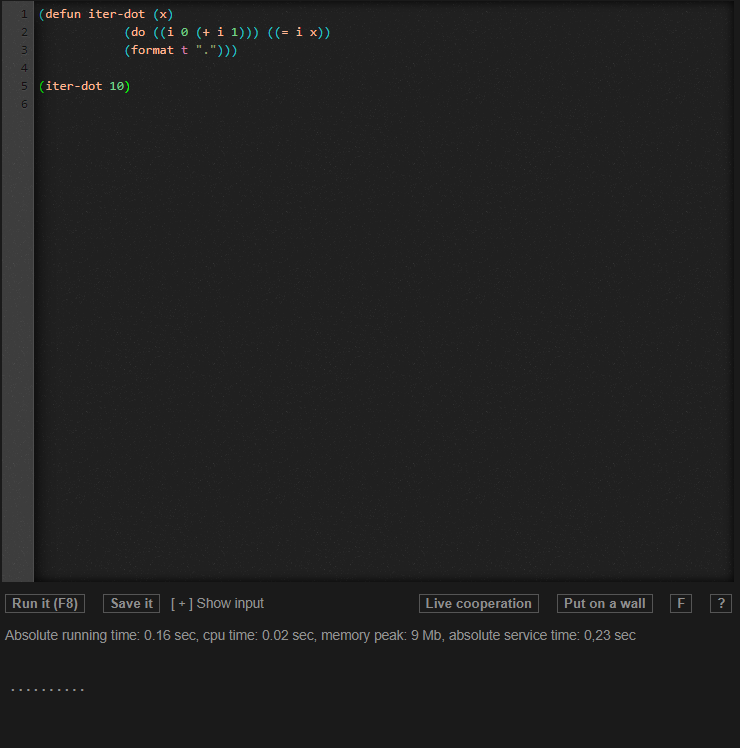 1 (defun iter-dot (x)
2 (do ((i 0 (+ i 1))) ((= i x))
3 (format t ".")))
4
5 (iter-dot 10)
6
Run it (F8) Save it [ + ] Show input Live cooperation Put on a wall F ?
Absolute running time: 0.16 sec, cpu time: 0.02 sec, memory peak: 9 Mb, absolute service time: 0,23 sec
..........